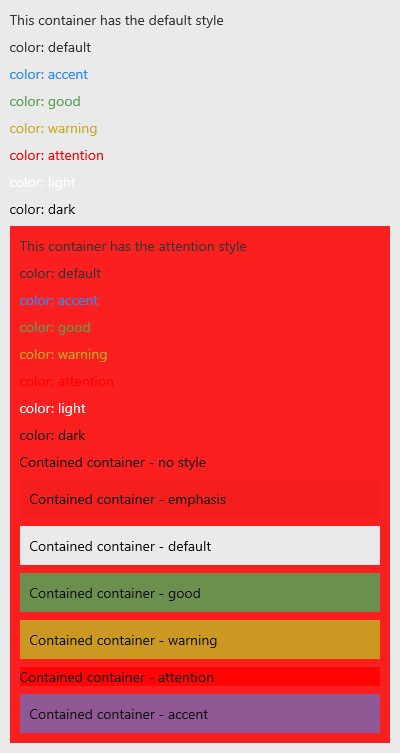 This container has the default style
color: default
color: accent
color: good
color: warning
color: attention
color: light
color: dark
This container has the attention style
color: default
color: accent
color: good
color: warning
color: attention
color: light
color: dark
Contained container - no style
Contained container - emphasis
Contained container - default
Contained container - good
Contained container - warning
Contained container - attention
Contained container - accent